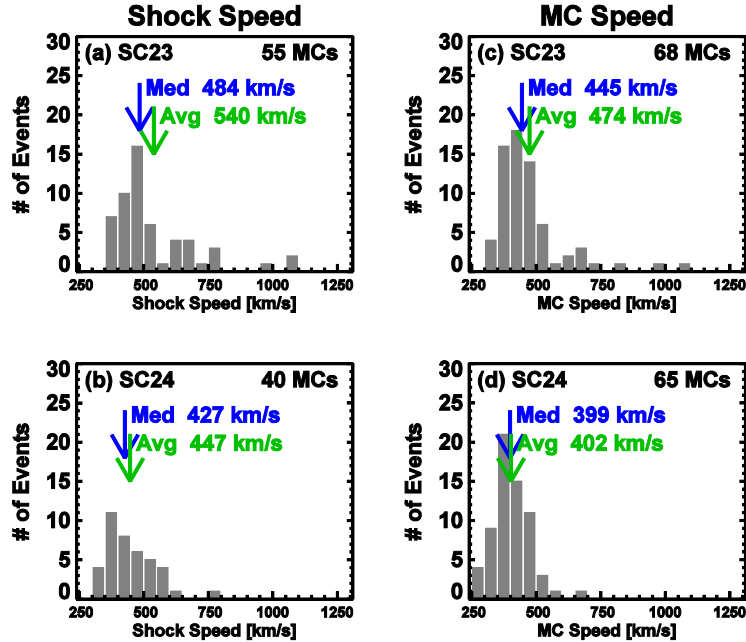 Shock Speed
MC Speed
30
25
20
15
10
5
0
# of Events
(a) SC23 55 MCs
Med 484 km/s
Avg 540 km/s
250 500 750 1000 1250
Shock Speed [km/s]
30
25
20
15
10
5
0
# of Events
(c) SC23 68 MCs
Med 445 km/s
Avg 474 km/s
250 500 750 1000 1250
MC Speed [km/s]
30
25
20
15
10
5
0
# of Events
(b) SC24 40 MCs
Med 427 km/s
Avg 447 km/s
250 500 750 1000 1250
Shock Speed [km/s]
30
25
20
15
10
5
0
# of Events
(d) SC24 65 MCs
Med 399 km/s
Avg 402 km/s
250 500 750 1000 1250
MC Speed [km/s]